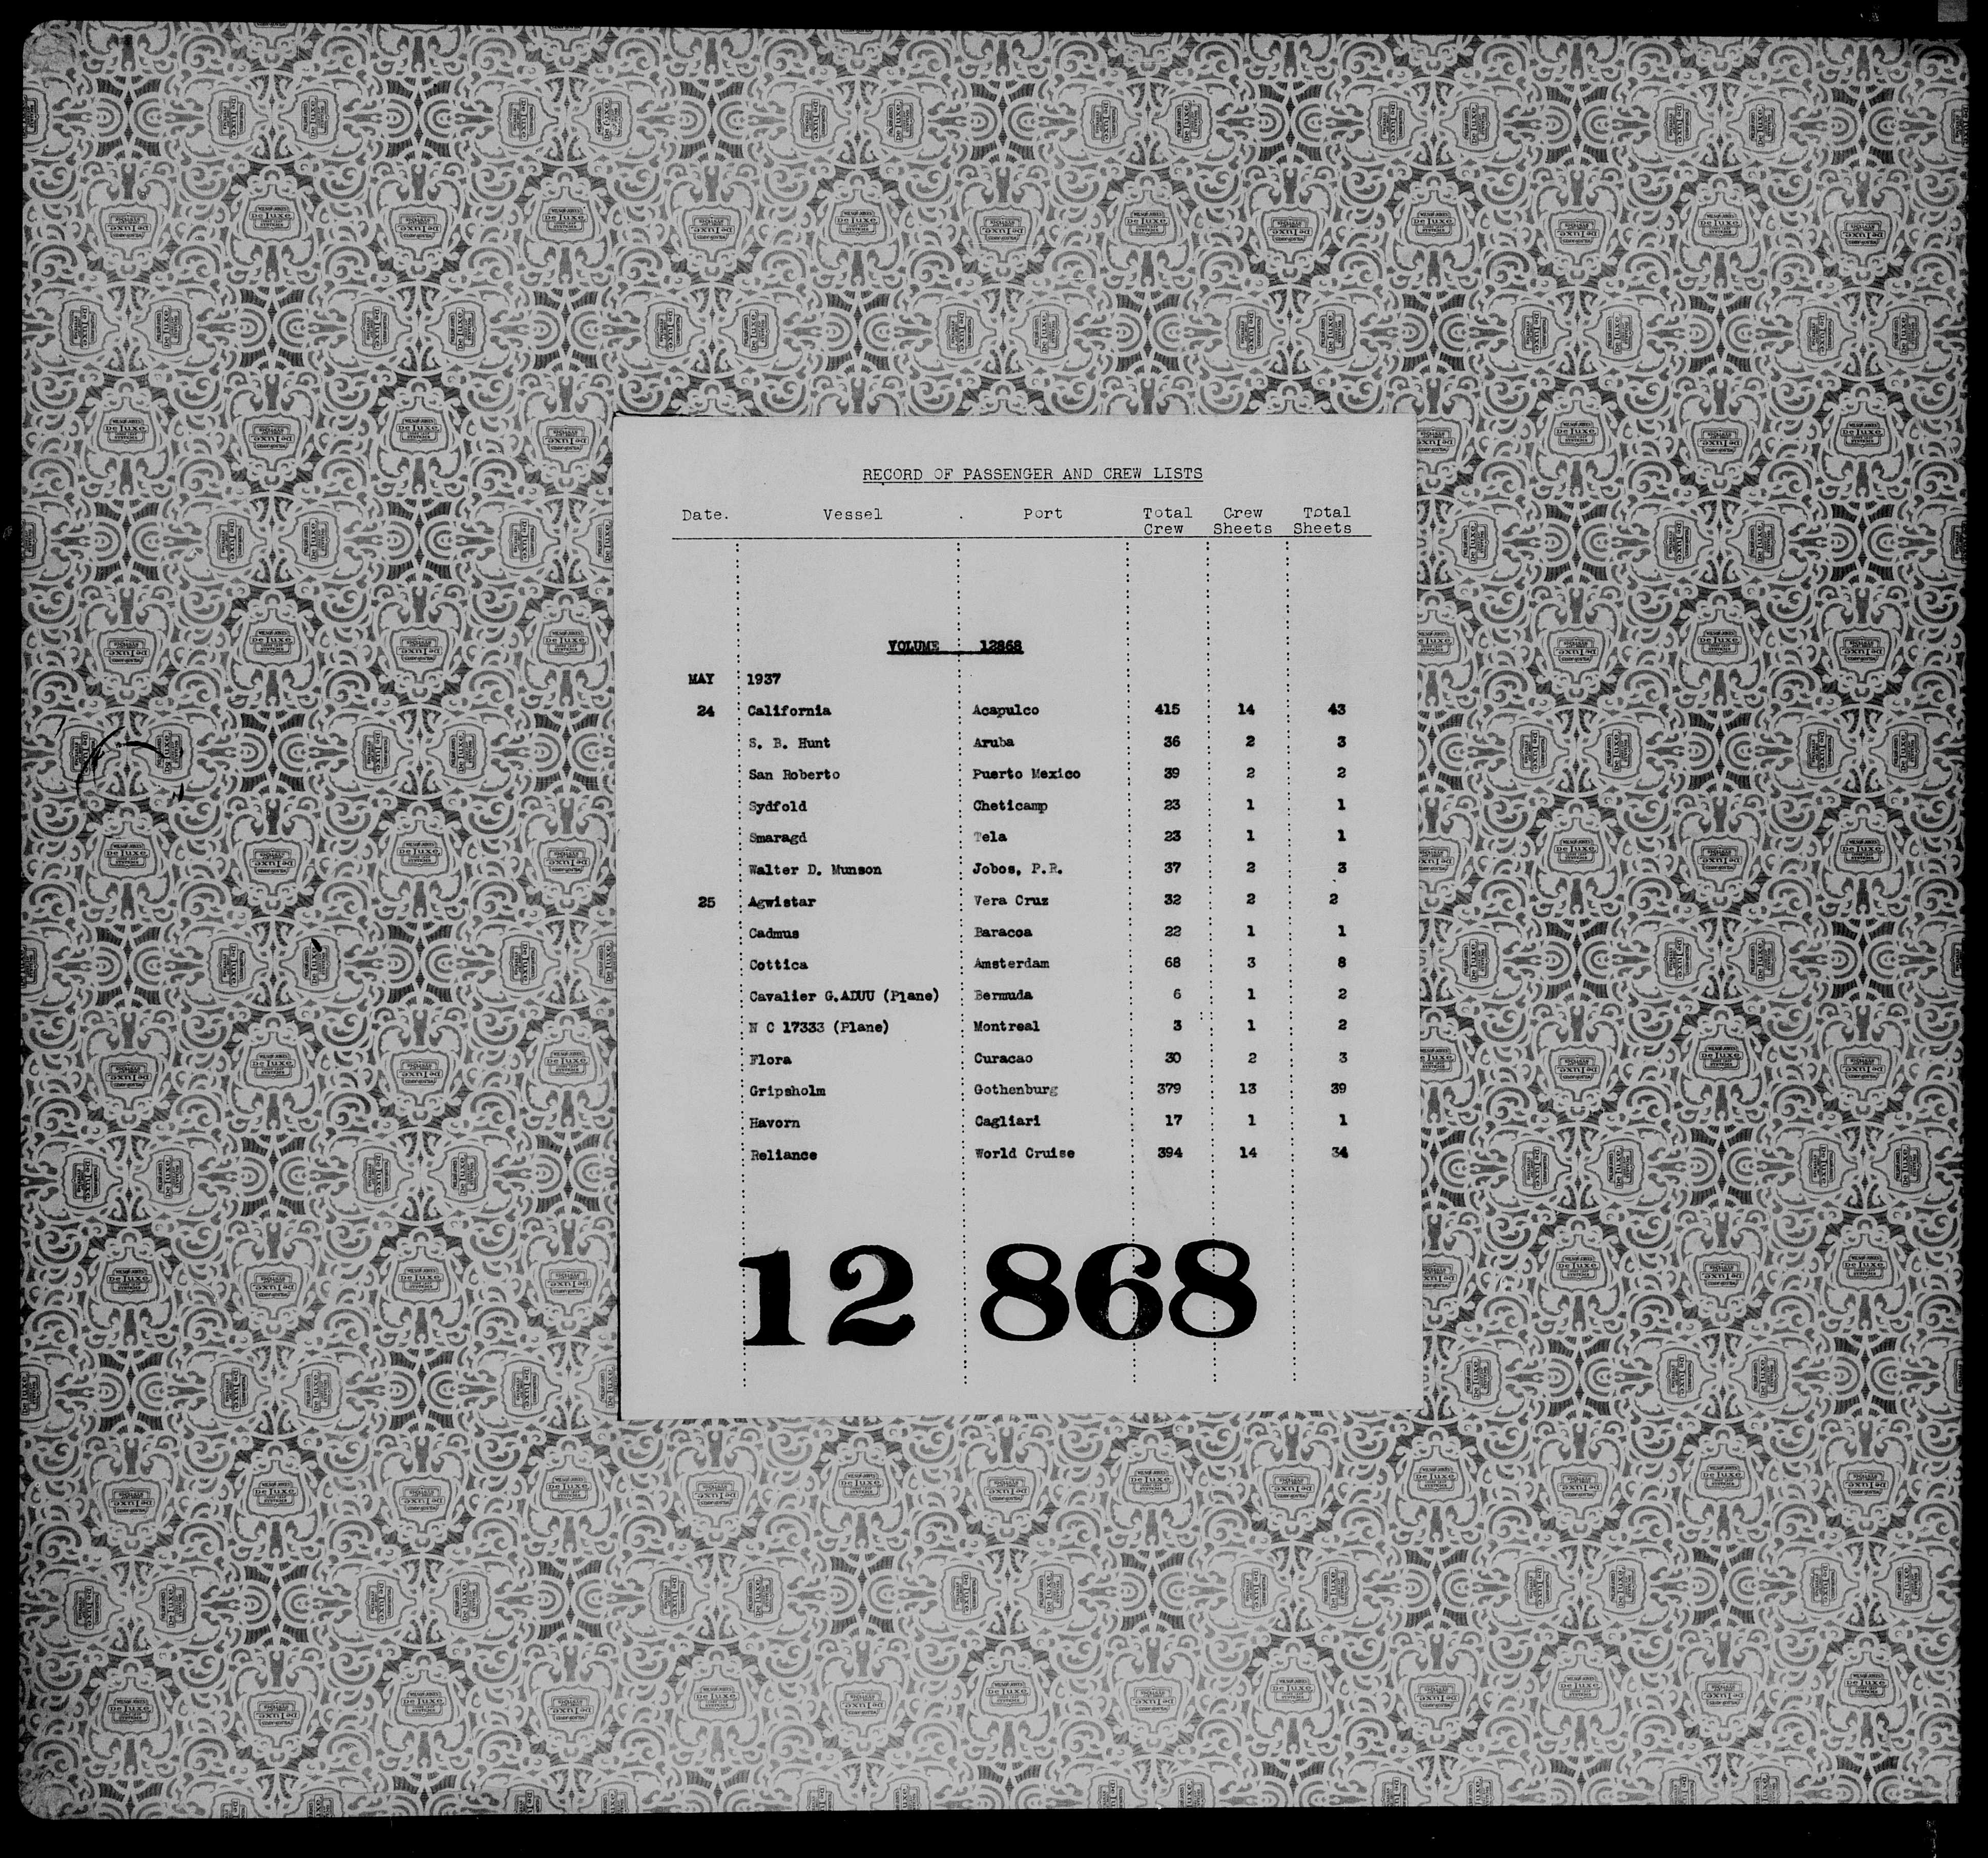 RECORD OF PASSENGER AND CREW LISTS
Date. Vessel . Port Total Crew Crew Sheets Total Sheets
VOLUME 12868
MAY 1937
24 California Acapulco 415 14 43
S. B. Hunt Aruba 36 2 3
San Roberto Puerto Mexico 39 2 2
Sydfold Cheticamp 23 1 1
Smaragd Tela 23 1 1
Walter D. Munson Jobos, P.R. 37 2 3
25 Agwistar Vera Cruz 32 2 2
Cadmus Baracoa 22 1 1
Cottica Amsterdam 68 3 8
Cavalier G.ADUU (Plane) Bermuda 6 1 2
N C 17333 (Plane) Montreal 3 1 2
Flora Curacao 30 2 3
Gripsholm Gothenburg 379 13 39
Havorn Cagliari 17 1 1
Reliance World Cruise 394 14 34
12 868